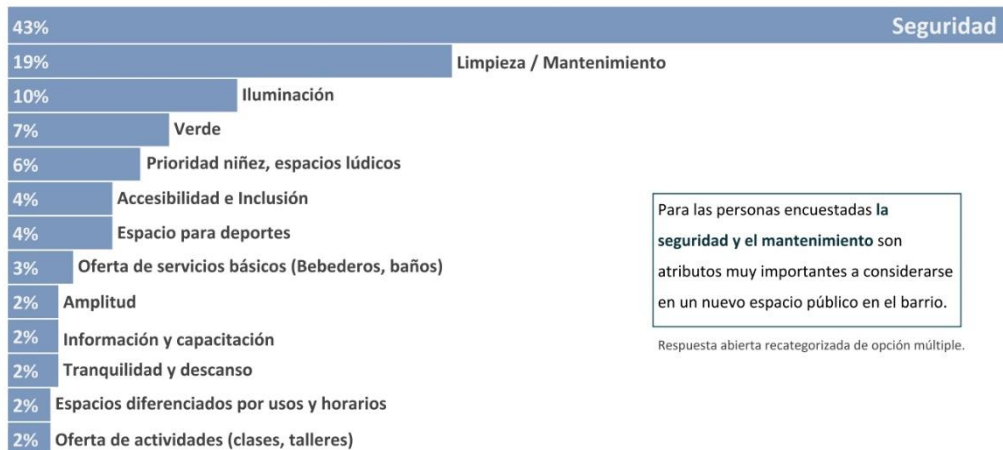 43% Seguridad
19% Limpieza / Mantenimiento
10% Iluminación
7% Verde
6% Prioridad niñez, espacios lúdicos
4% Accesibilidad e Inclusión
4% Espacio para deportes
3% Oferta de servicios básicos (Bebederos, baños)
2% Amplitud
2% Información y capacitación
2% Tranquilidad y descanso
2% Espacios diferenciados por usos y horarios
2% Oferta de actividades (clases, talleres)
Para las personas encuestadas la
seguridad y el mantenimiento son
atributos muy importantes a considerarse
en un nuevo espacio público en el barrio.
Respuesta abierta recategorizada de opción múltiple.